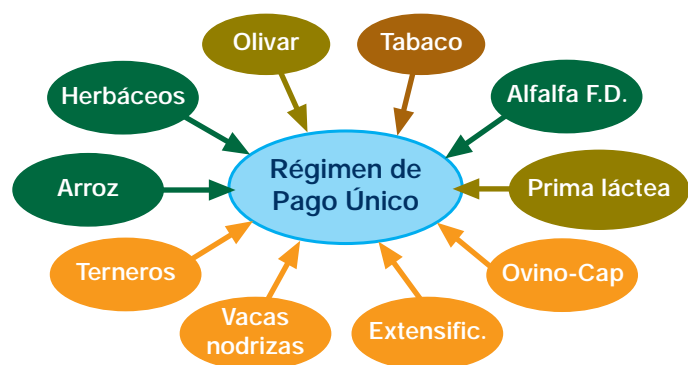 Olivar
Tabaco
Herbáceos
Alfalfa F.D.
Régimen de
Pago Único
Arroz
Prima láctea
Terneros
Ovino-Cap
Vacas
nodrizas
Extensific.